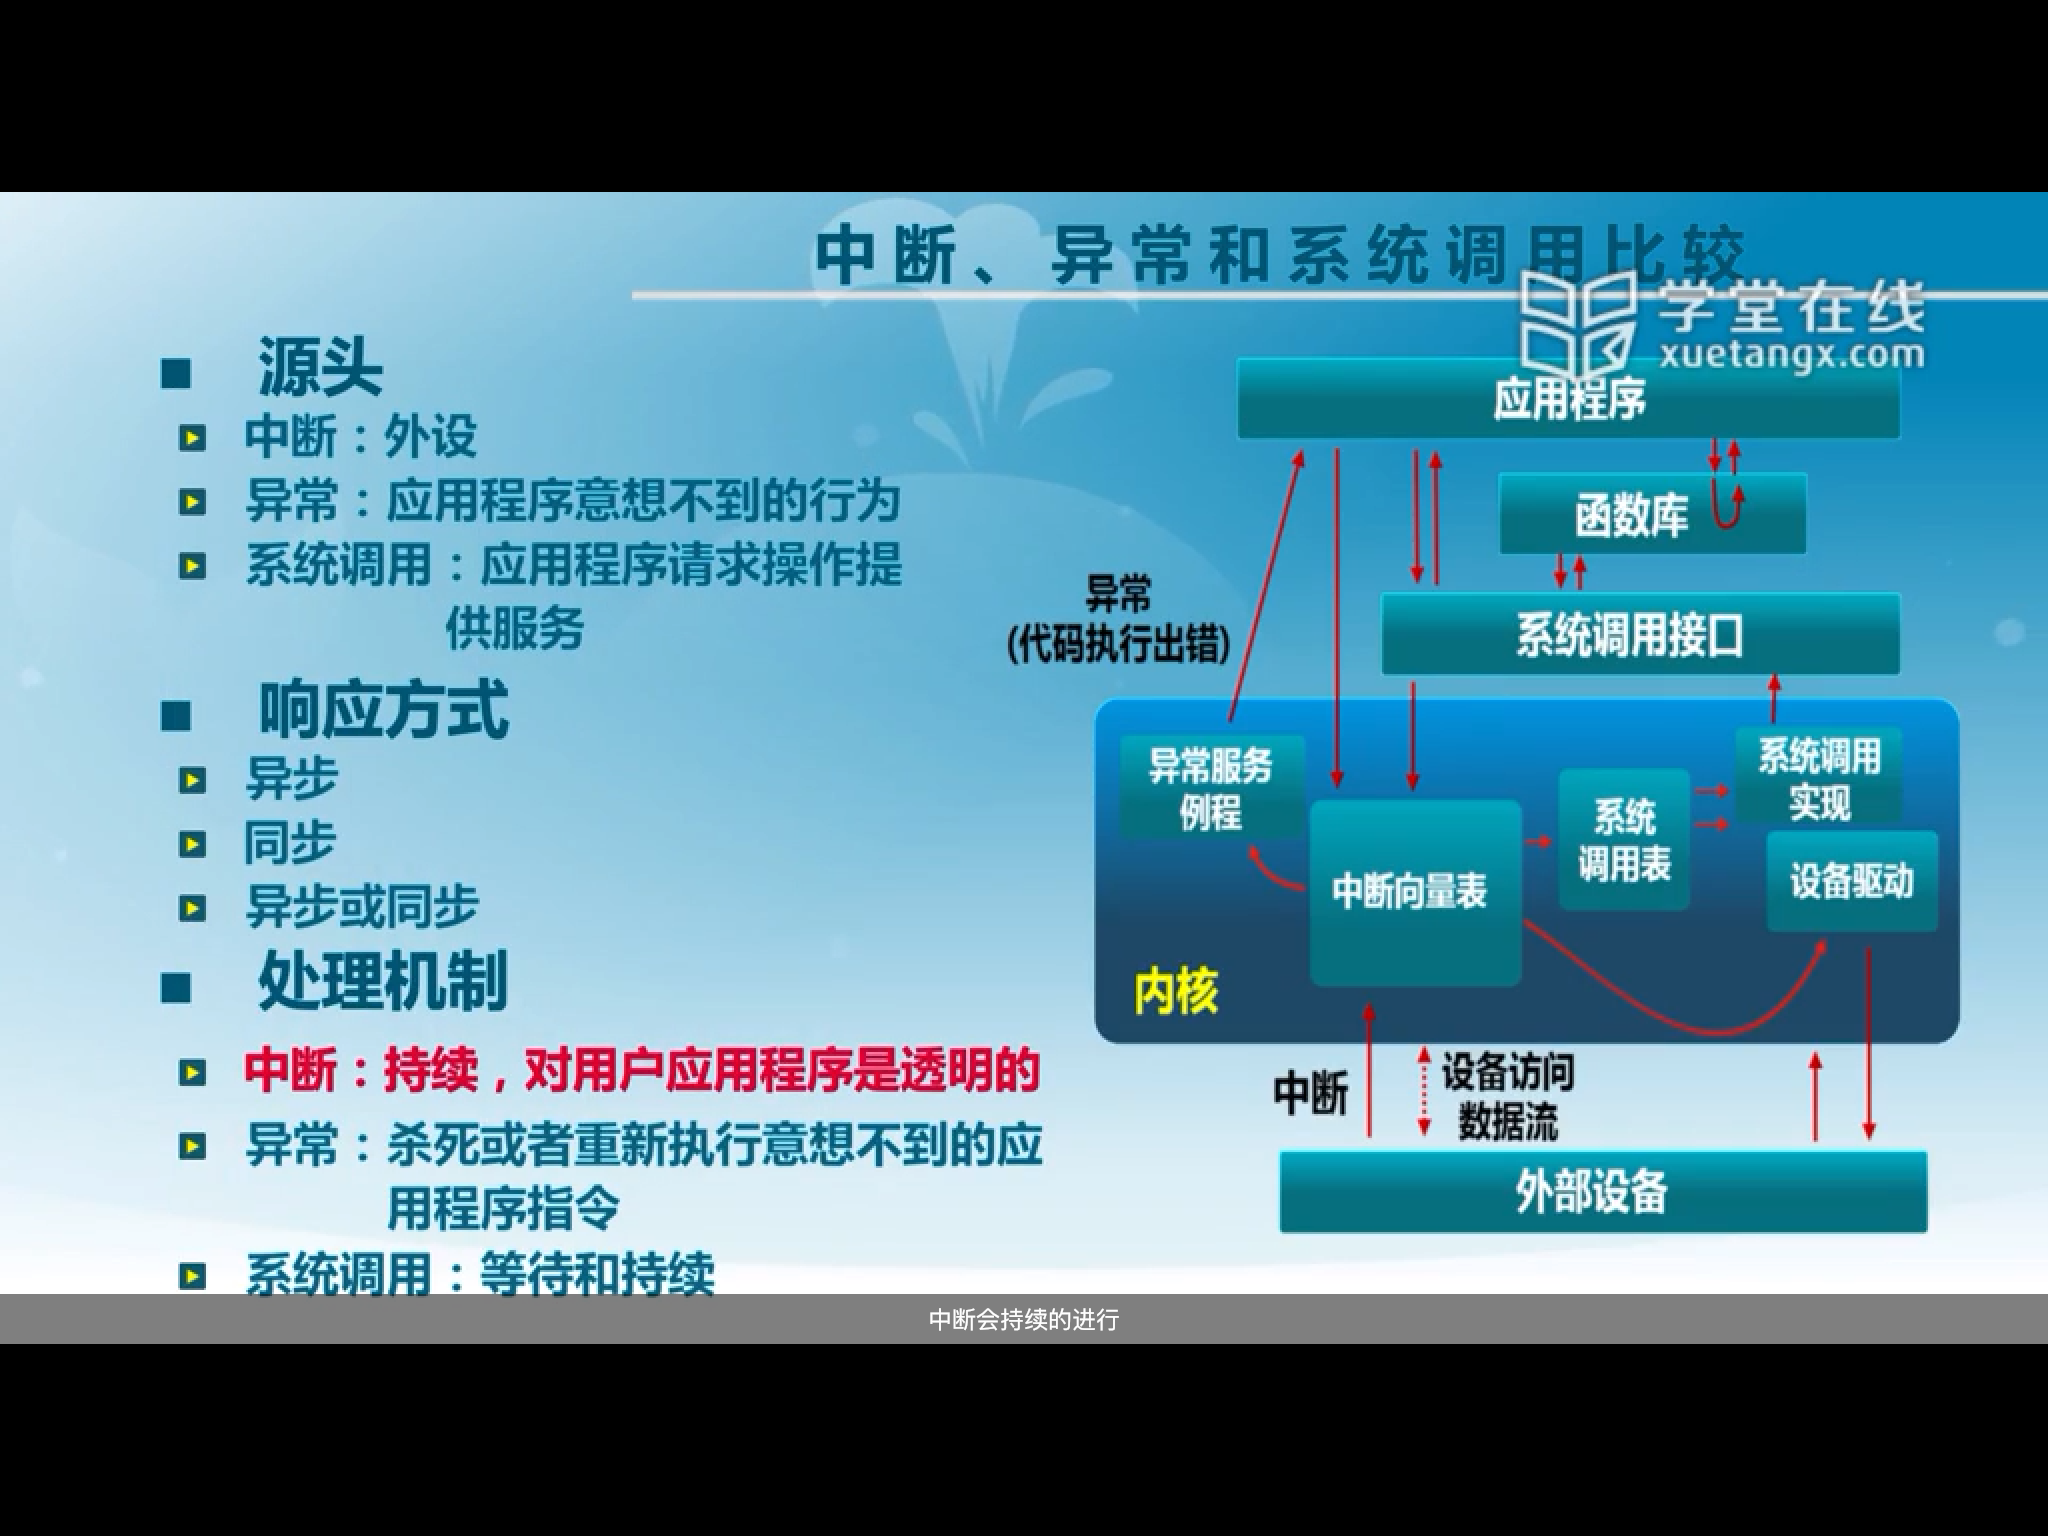 中断、异常和系统调用比较
学堂在线
xuetangx.com
源头
中断：外设
异常：应用程序意想不到的行为
系统调用：应用程序请求操作提
供服务
响应方式
异步
同步
异步或同步
处理机制
中断：持续，对用户应用程序是透明的
异常：杀死或者重新执行意想不到的应
用程序指令
系统调用：等待和持续
应用程序
函数库
异常
(代码执行出错)
系统调用接口
异常服务
例程
中断向量表
系统
调用表
系统调用
实现
设备驱动
内核
中断
设备访问
数据流
外部设备
中断会持续的进行